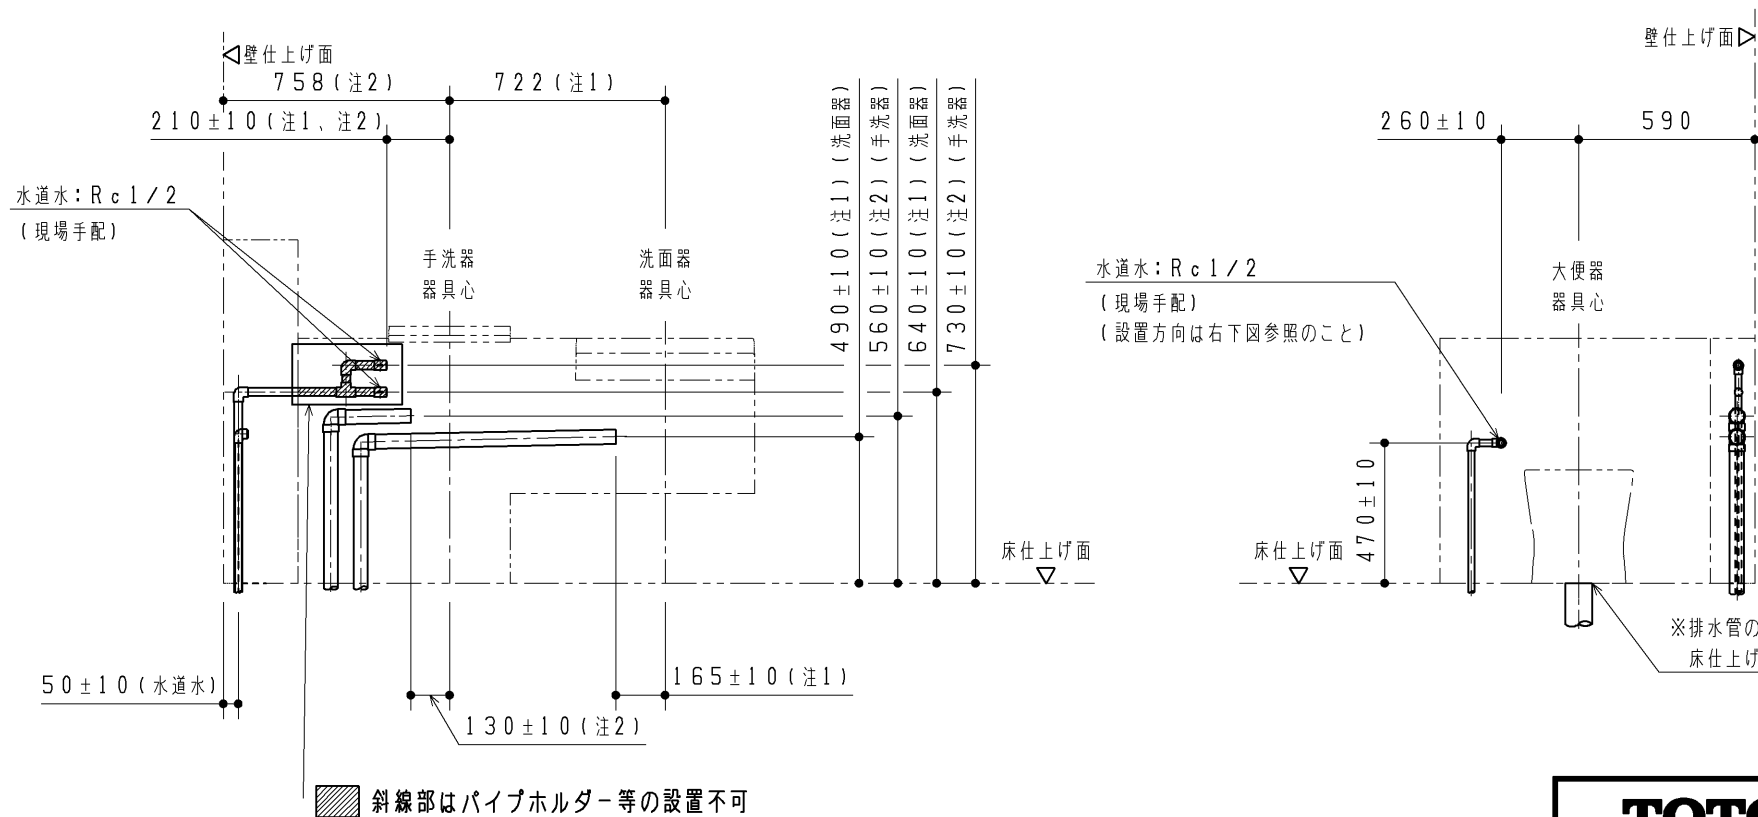 壁仕上げ面
758(注2)
722(注1)
210±10(注1、注2)
水道水:Rc1/2
(現場手配)
手洗器
器具心
洗面器
器具心
490±10(注1)(洗面器)
560±10(注2)(手洗器)
640±10(注1)(洗面器)
730±10(注2)(手洗器)
床仕上げ面
50±10(水道水)
130±10(注2)
165±10(注1)
斜線部はパイプホルダー等の設置不可
壁仕上げ面
260±10
590
水道水:Rc1/2
(現場手配)
(設置方向は右下図参照のこと)
大便器
器具心
470±10
床仕上げ面
※排水管の
床仕上げ
TOTO